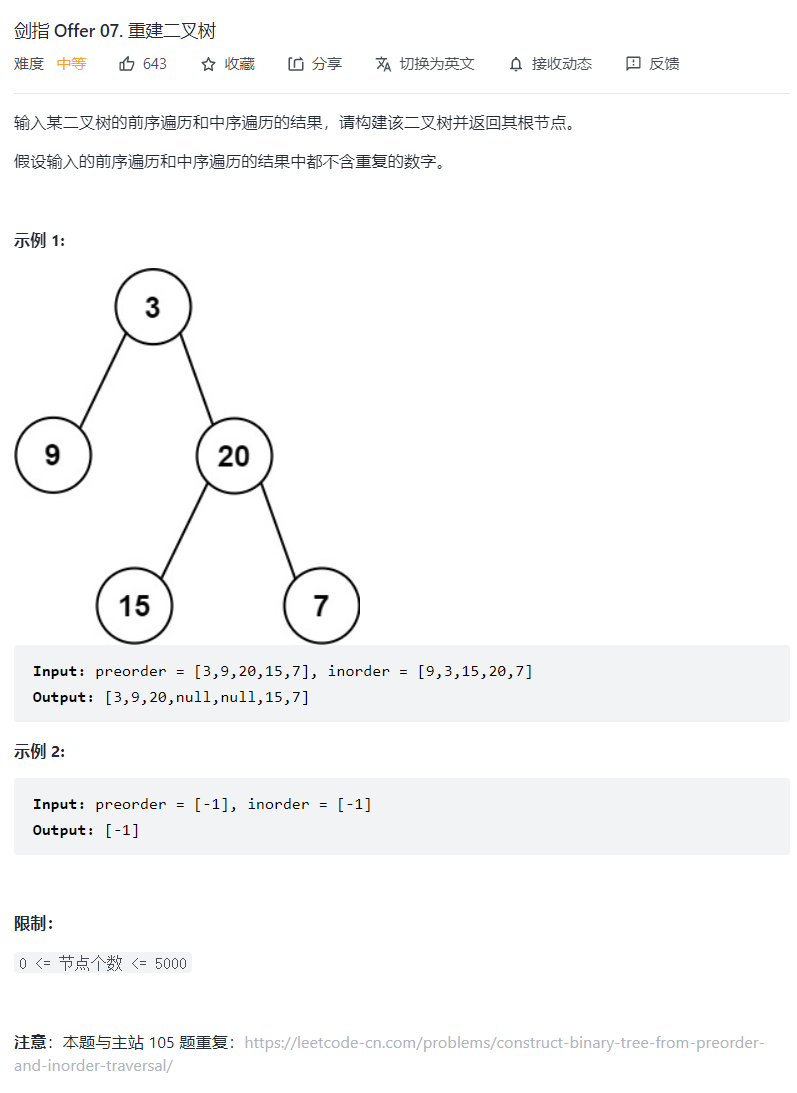 剑指 Offer 07. 重建二叉树
难度 中等 643 收藏 分享 切换为英文 接收动态 反馈
输入某二叉树的前序遍历和中序遍历的结果，请构建该二叉树并返回其根节点。
假设输入的前序遍历和中序遍历的结果中都不含重复的数字。
示例 1:
3
9 20
15 7
Input: preorder = [3,9,20,15,7], inorder = [9,3,15,20,7]
Output: [3,9,20,null,null,15,7]
示例 2:
Input: preorder = [-1], inorder = [-1]
Output: [-1]
限制：
0 <= 节点个数 <= 5000
注意：本题与主站 105 题重复：https://leetcode-cn.com/problems/construct-binary-tree-from-preorder-
and-inorder-traversal/